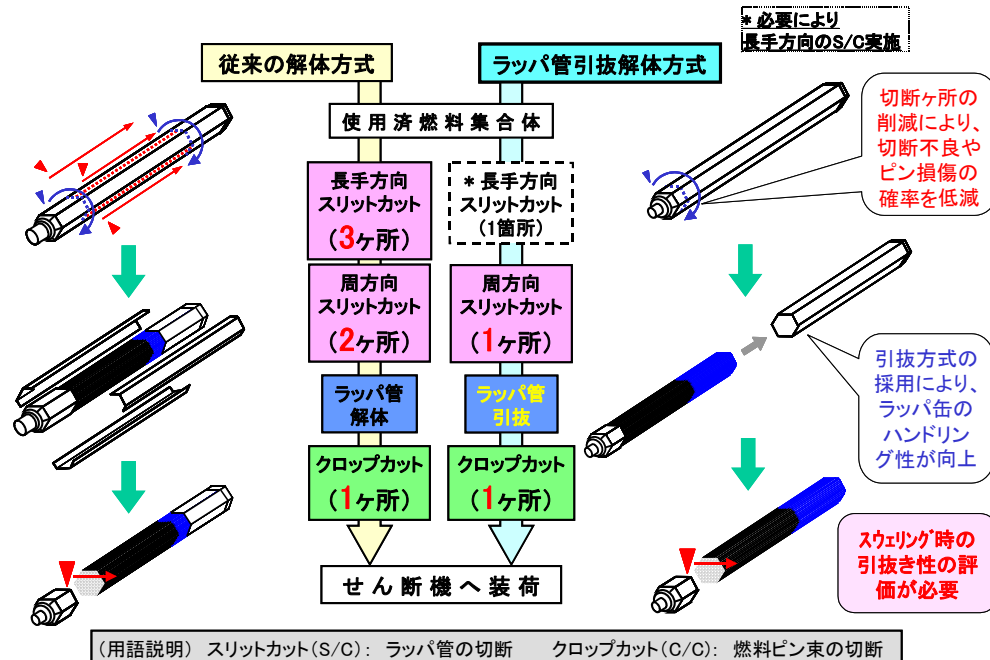 * 必要により
長手方向のS/C実施
従来の解体方式
ラッパ管引抜解体方式
使用済燃料集合体
長手方向
スリットカット
(3ヶ所)
* 長手方向
スリットカット
(1箇所)
周方向
スリットカット
(2ヶ所)
周方向
スリットカット
(1ヶ所)
ラッパ管
解体
ラッパ管
引抜
クロップカット
(1ヶ所)
クロップカット
(1ヶ所)
せん断機へ装荷
切断ヶ所の
削減により、
切断不良や
ピン損傷の
確率を低減
引抜方式の
採用により、
ラッパ缶の
ハンドリン
グ性が向上
スウェリング時の
引抜き性の評
価が必要
(用語説明) スリットカット(S/C): ラッパ管の切断 クロップカット(C/C): 燃料ピン束の切断